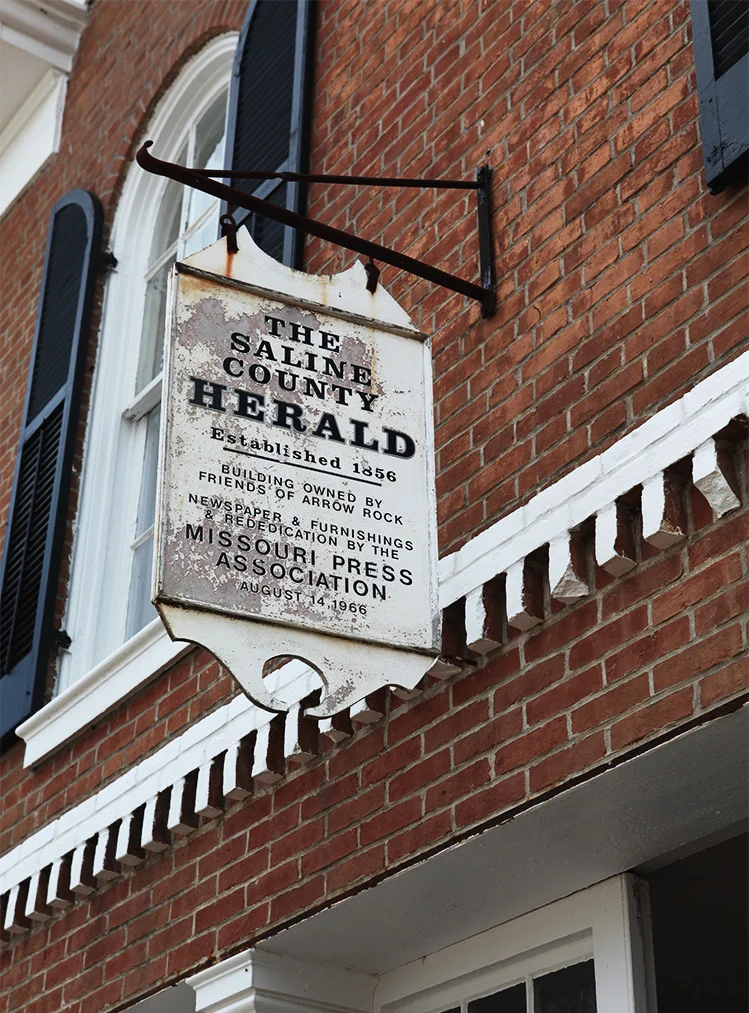 THE
SALINE
COUNTY
HERALD
Established 1856
BUILDING OWNED BY
FRIENDS OF ARROW ROCK
NEWSPAPER & FURNISHINGS
& REDEDICATION BY THE
MISSOURI PRESS
ASSOCIATION
AUGUST 14 1966